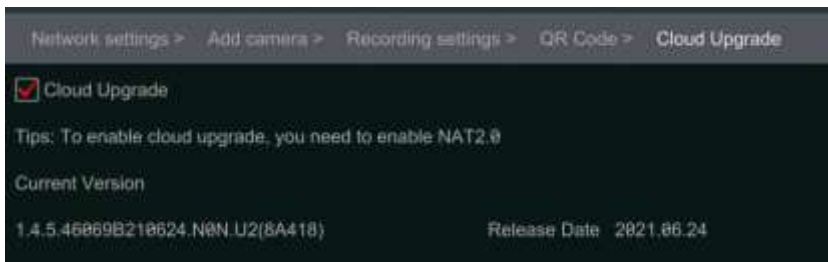 Network settings > Add camera > Recording settings > QR Code > Cloud Upgrade
Cloud Upgrade
Tips: To enable cloud upgrade, you need to enable NAT2.0
Current Version
1.4.5.46069B210624.N0N.U2(8A418) Release Date 2021.06.24